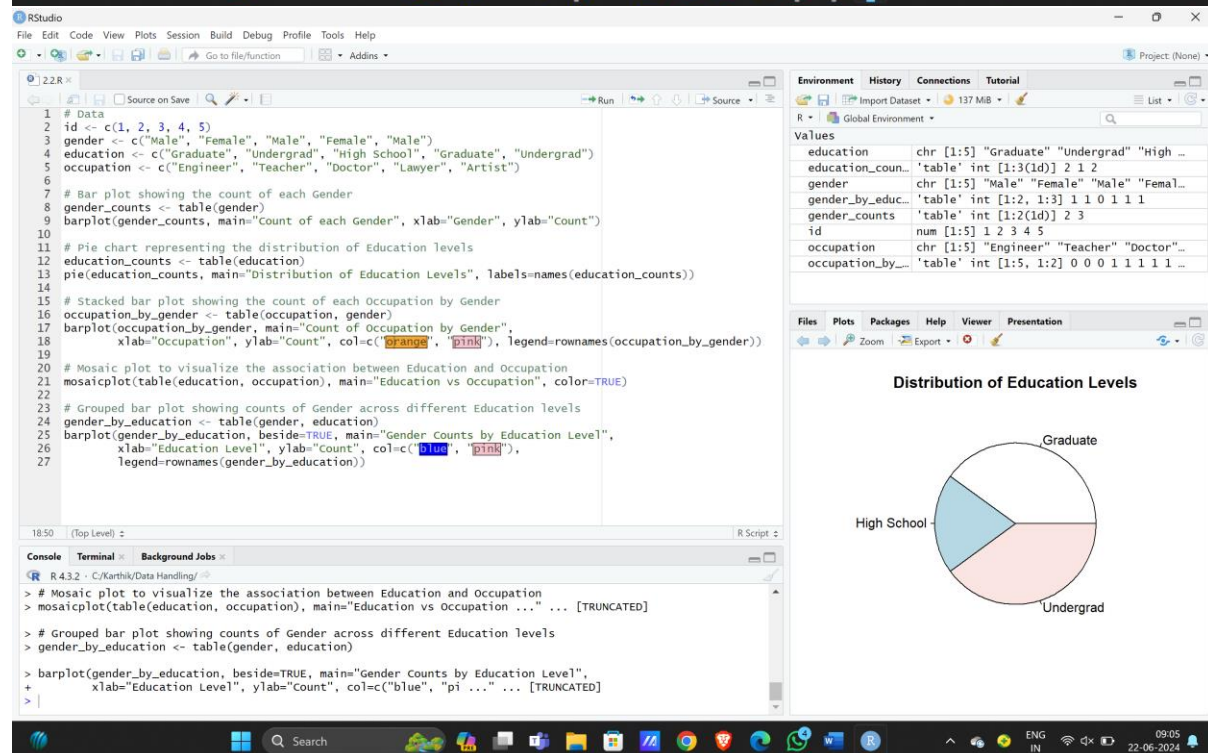 RStudio
File Edit Code View Plots Session Build Debug Profile Tools Help
Go to file/function Addins Project: (None)
2.2.R
Source on Save Run Source
1 # Data
2 id <- c(1, 2, 3, 4, 5)
3 gender <- c("Male", "Female", "Male", "Female", "Male")
4 education <- c("Graduate", "Undergrad", "High School", "Graduate", "Undergrad")
5 occupation <- c("Engineer", "Teacher", "Doctor", "Lawyer", "Artist")
6
7 # Bar plot showing the count of each Gender
8 gender_counts <- table(gender)
9 barplot(gender_counts, main="Count of each Gender", xlab="Gender", ylab="Count")
10
11 # Pie chart representing the distribution of Education levels
12 education_counts <- table(education)
13 pie(education_counts, main="Distribution of Education Levels", labels=names(education_counts))
14
15 # Stacked bar plot showing the count of each Occupation by Gender
16 occupation_by_gender <- table(occupation, gender)
17 barplot(occupation_by_gender, main="Count of Occupation by Gender",
18 xlab="Occupation", ylab="Count", col=c("orange", "pink"), legend=rownames(occupation_by_gender))
19
20 # Mosaic plot to visualize the association between Education and Occupation
21 mosaicplot(table(education, occupation), main="Education vs Occupation", color=TRUE)
22
23 # Grouped bar plot showing counts of Gender across different Education levels
24 gender_by_education <- table(gender, education)
25 barplot(gender_by_education, beside=TRUE, main="Gender Counts by Education Level",
26 xlab="Education Level", ylab="Count", col=c("blue", "pink"),
27 legend=rownames(gender_by_education))
18:50 (Top Level) R Script
Console Terminal Background Jobs
R 4.3.2 · C:/Karthik/Data Handling/
> # Mosaic plot to visualize the association between Education and Occupation
> mosaicplot(table(education, occupation), main="Education vs Occupation ..." ... [TRUNCATED]
> # Grouped bar plot showing counts of Gender across different Education levels
> gender_by_education <- table(gender, education)
> barplot(gender_by_education, beside=TRUE, main="Gender Counts by Education Level",
+ xlab="Education Level", ylab="Count", col=c("blue", "pi ..." ... [TRUNCATED]
>
Environment History Connections Tutorial
Import Dataset 137 MiB List
R Global Environment
Values
education chr [1:5] "Graduate" "Undergrad" "High …
education_coun… 'table' int [1:3(1d)] 2 1 2
gender chr [1:5] "Male" "Female" "Male" "Femal…
gender_by_educ… 'table' int [1:2, 1:3] 1 1 0 1 1 1
gender_counts 'table' int [1:2(1d)] 2 3
id num [1:5] 1 2 3 4 5
occupation chr [1:5] "Engineer" "Teacher" "Doctor"…
occupation_by_… 'table' int [1:5, 1:2] 0 0 0 1 1 1 1 1 …
Files Plots Packages Help Viewer Presentation
Zoom Export
Distribution of Education Levels
Graduate
High School
Undergrad
Search
ENG
IN
09:05
22-06-2024